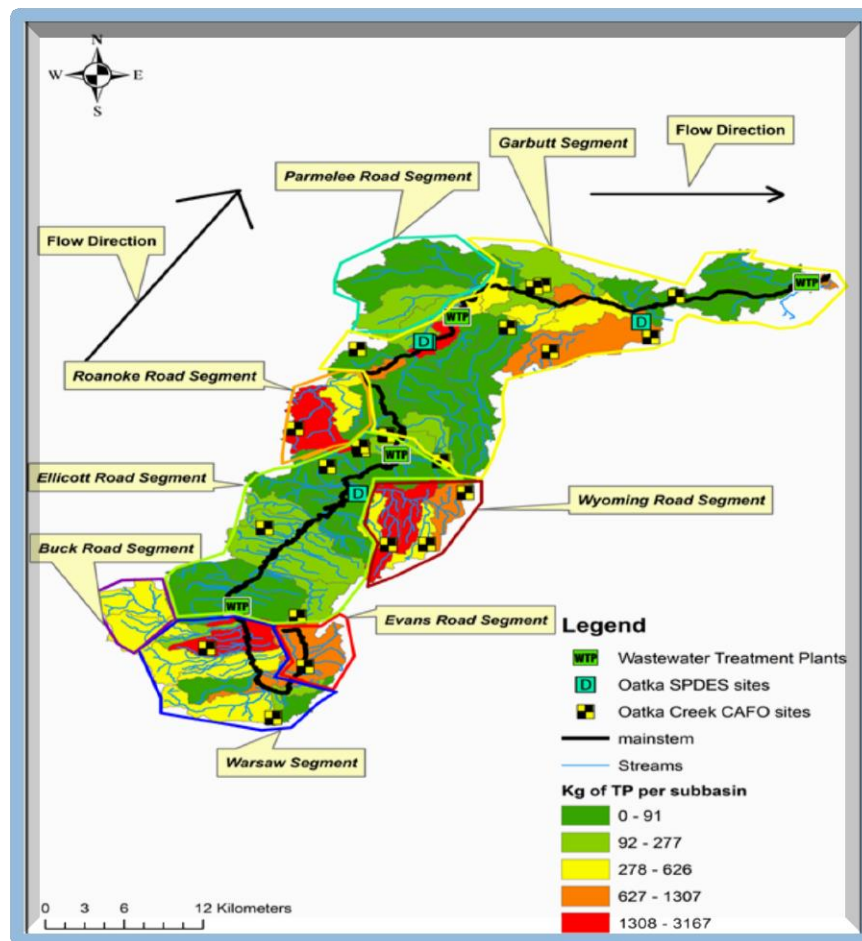 N
W E
S
Flow Direction
Garbutt Segment
Parmelee Road Segment
Flow Direction
WTP
WTP
D
D
Roanoke Road Segment
WTP
Ellicott Road Segment
D
Wyoming Road Segment
Buck Road Segment
WTP
Evans Road Segment
Warsaw Segment
Legend
WTP Wastewater Treatment Plants
D Oatka SPDES sites
Oatka Creek CAFO sites
mainstem
Streams
Kg of TP per subbasin
0 - 91
92 - 277
278 - 626
627 - 1307
1308 - 3167
0 3 6 12 Kilometers